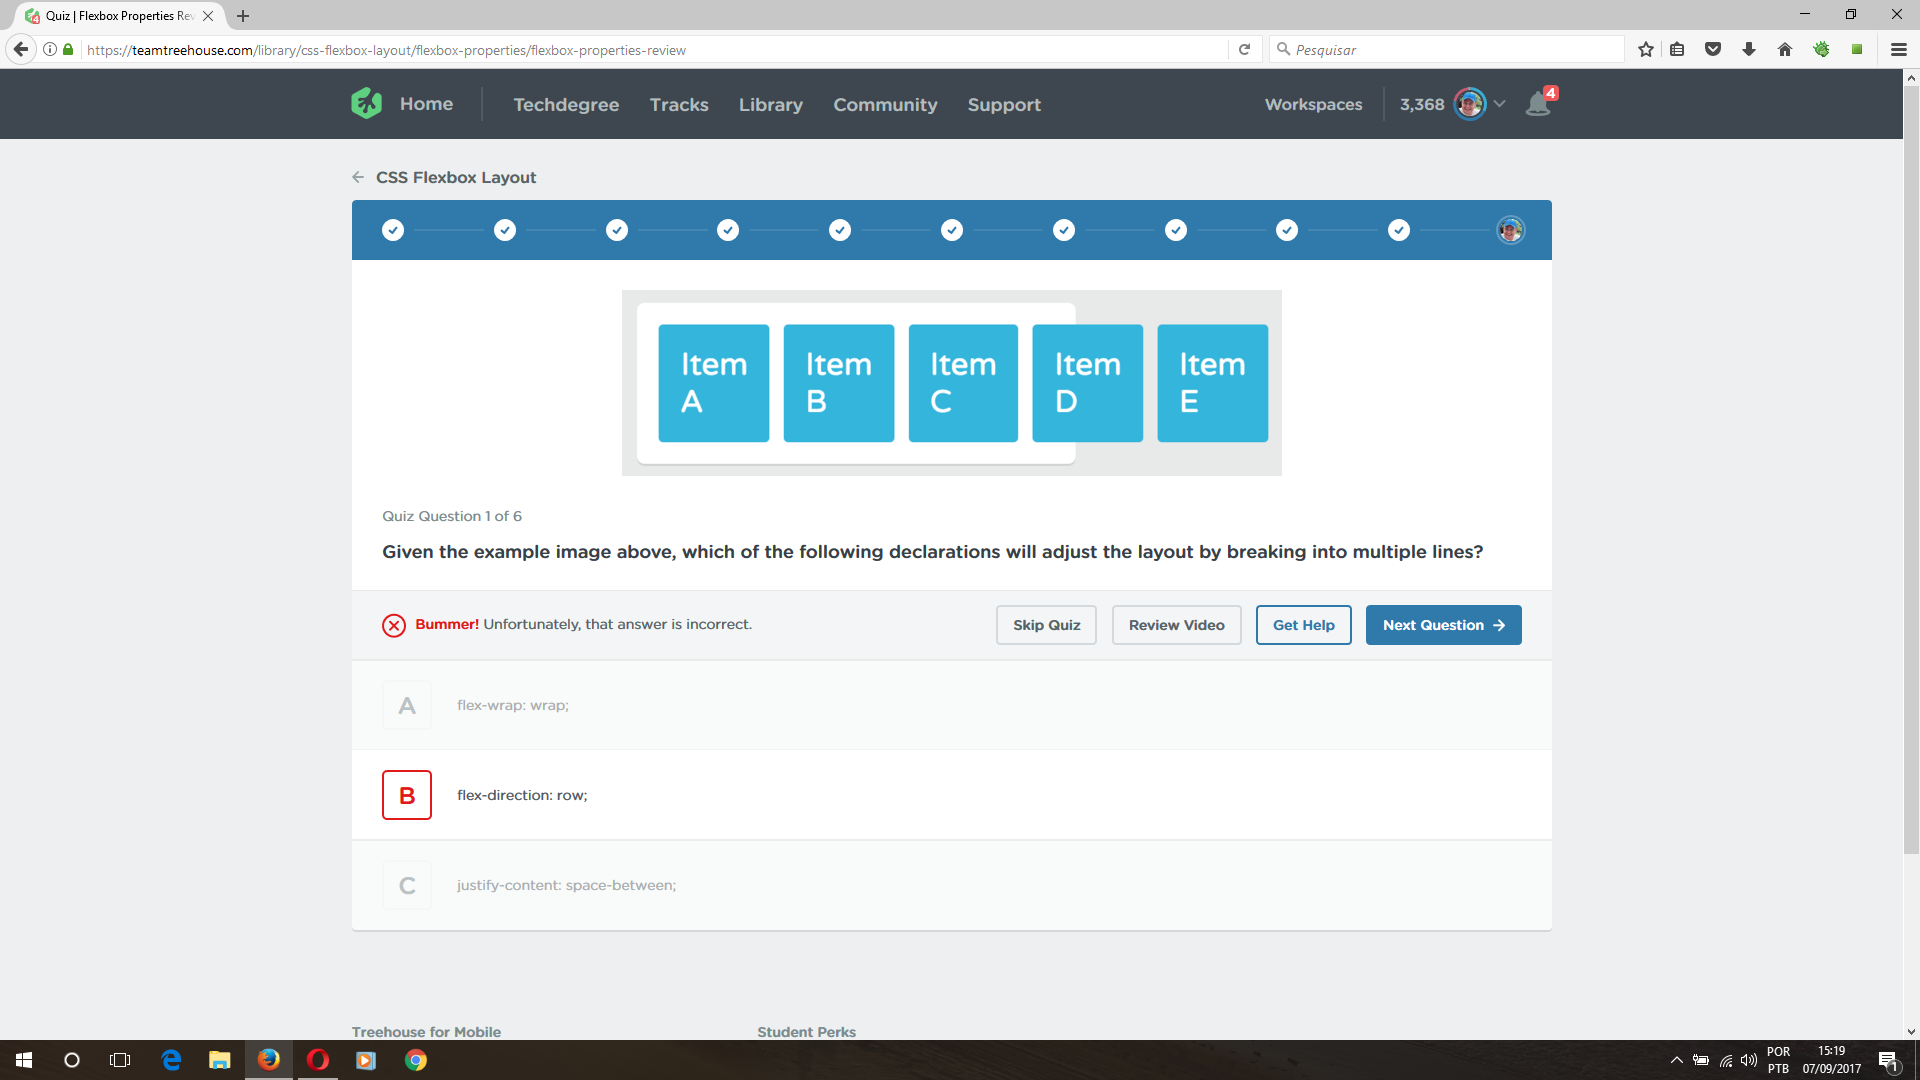 Quiz | Flexbox Properties Rev
https://teamtreehouse.com/library/css-flexbox-layout/flexbox-properties/flexbox-properties-review
Pesquisar
Home
Techdegree
Tracks
Library
Community
Support
Workspaces
3,368
4
CSS Flexbox Layout
Item A
Item B
Item C
Item D
Item E
Quiz Question 1 of 6
Given the example image above, which of the following declarations will adjust the layout by breaking into multiple lines?
Bummer! Unfortunately, that answer is incorrect.
Skip Quiz
Review Video
Get Help
Next Question →
A flex-wrap: wrap;
B flex-direction: row;
C justify-content: space-between;
Treehouse for Mobile
Student Perks
POR 15:19
PTB 07/09/2017
1